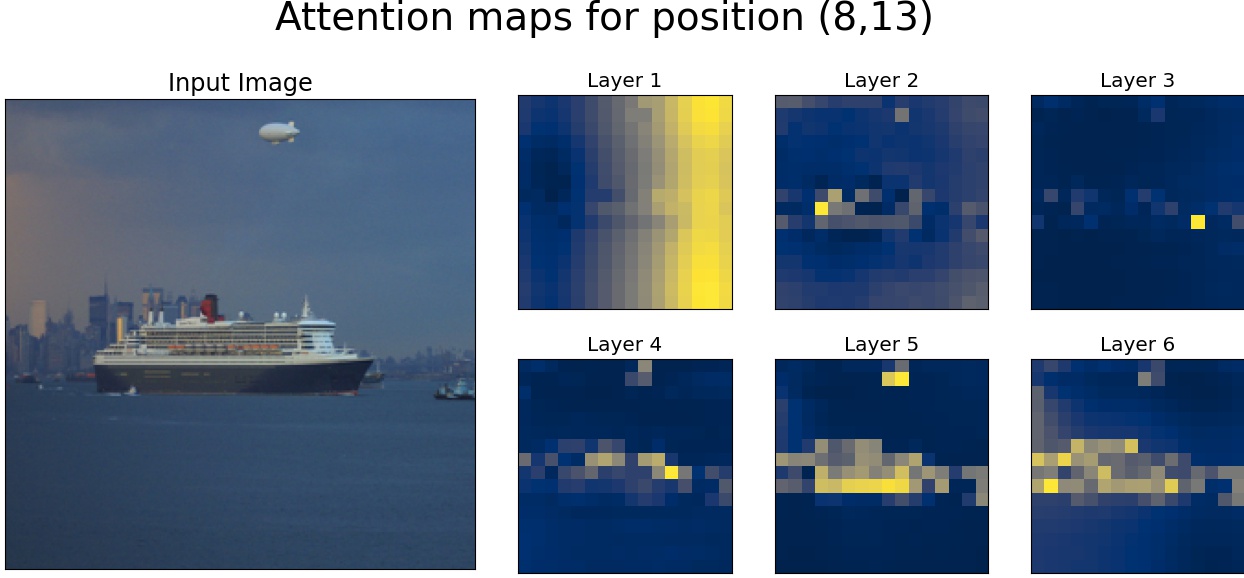 Attention maps for position (8,13)
Input Image
Layer 1
Layer 2
Layer 3
Layer 4
Layer 5
Layer 6